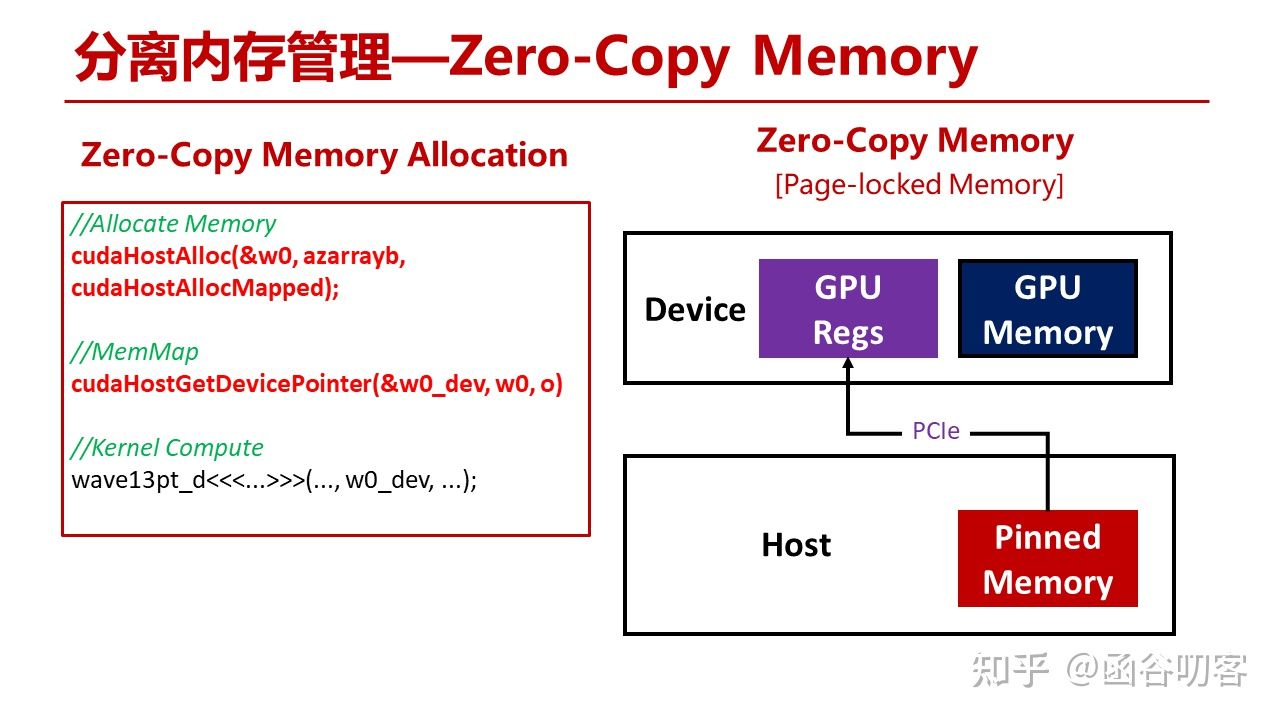 分离内存管理—Zero-Copy Memory
Zero-Copy Memory Allocation
//Allocate Memory
cudaHostAlloc(&w0, azarrayb,
cudaHostAllocMapped);
//MemMap
cudaHostGetDevicePointer(&w0_dev, w0, o)
//Kernel Compute
wave13pt_d<<<...>>>(..., w0_dev, ...);
Zero-Copy Memory
[Page-locked Memory]
Device
GPU
Regs
GPU
Memory
PCIe
Host
Pinned
Memory
知乎 @函谷叨客